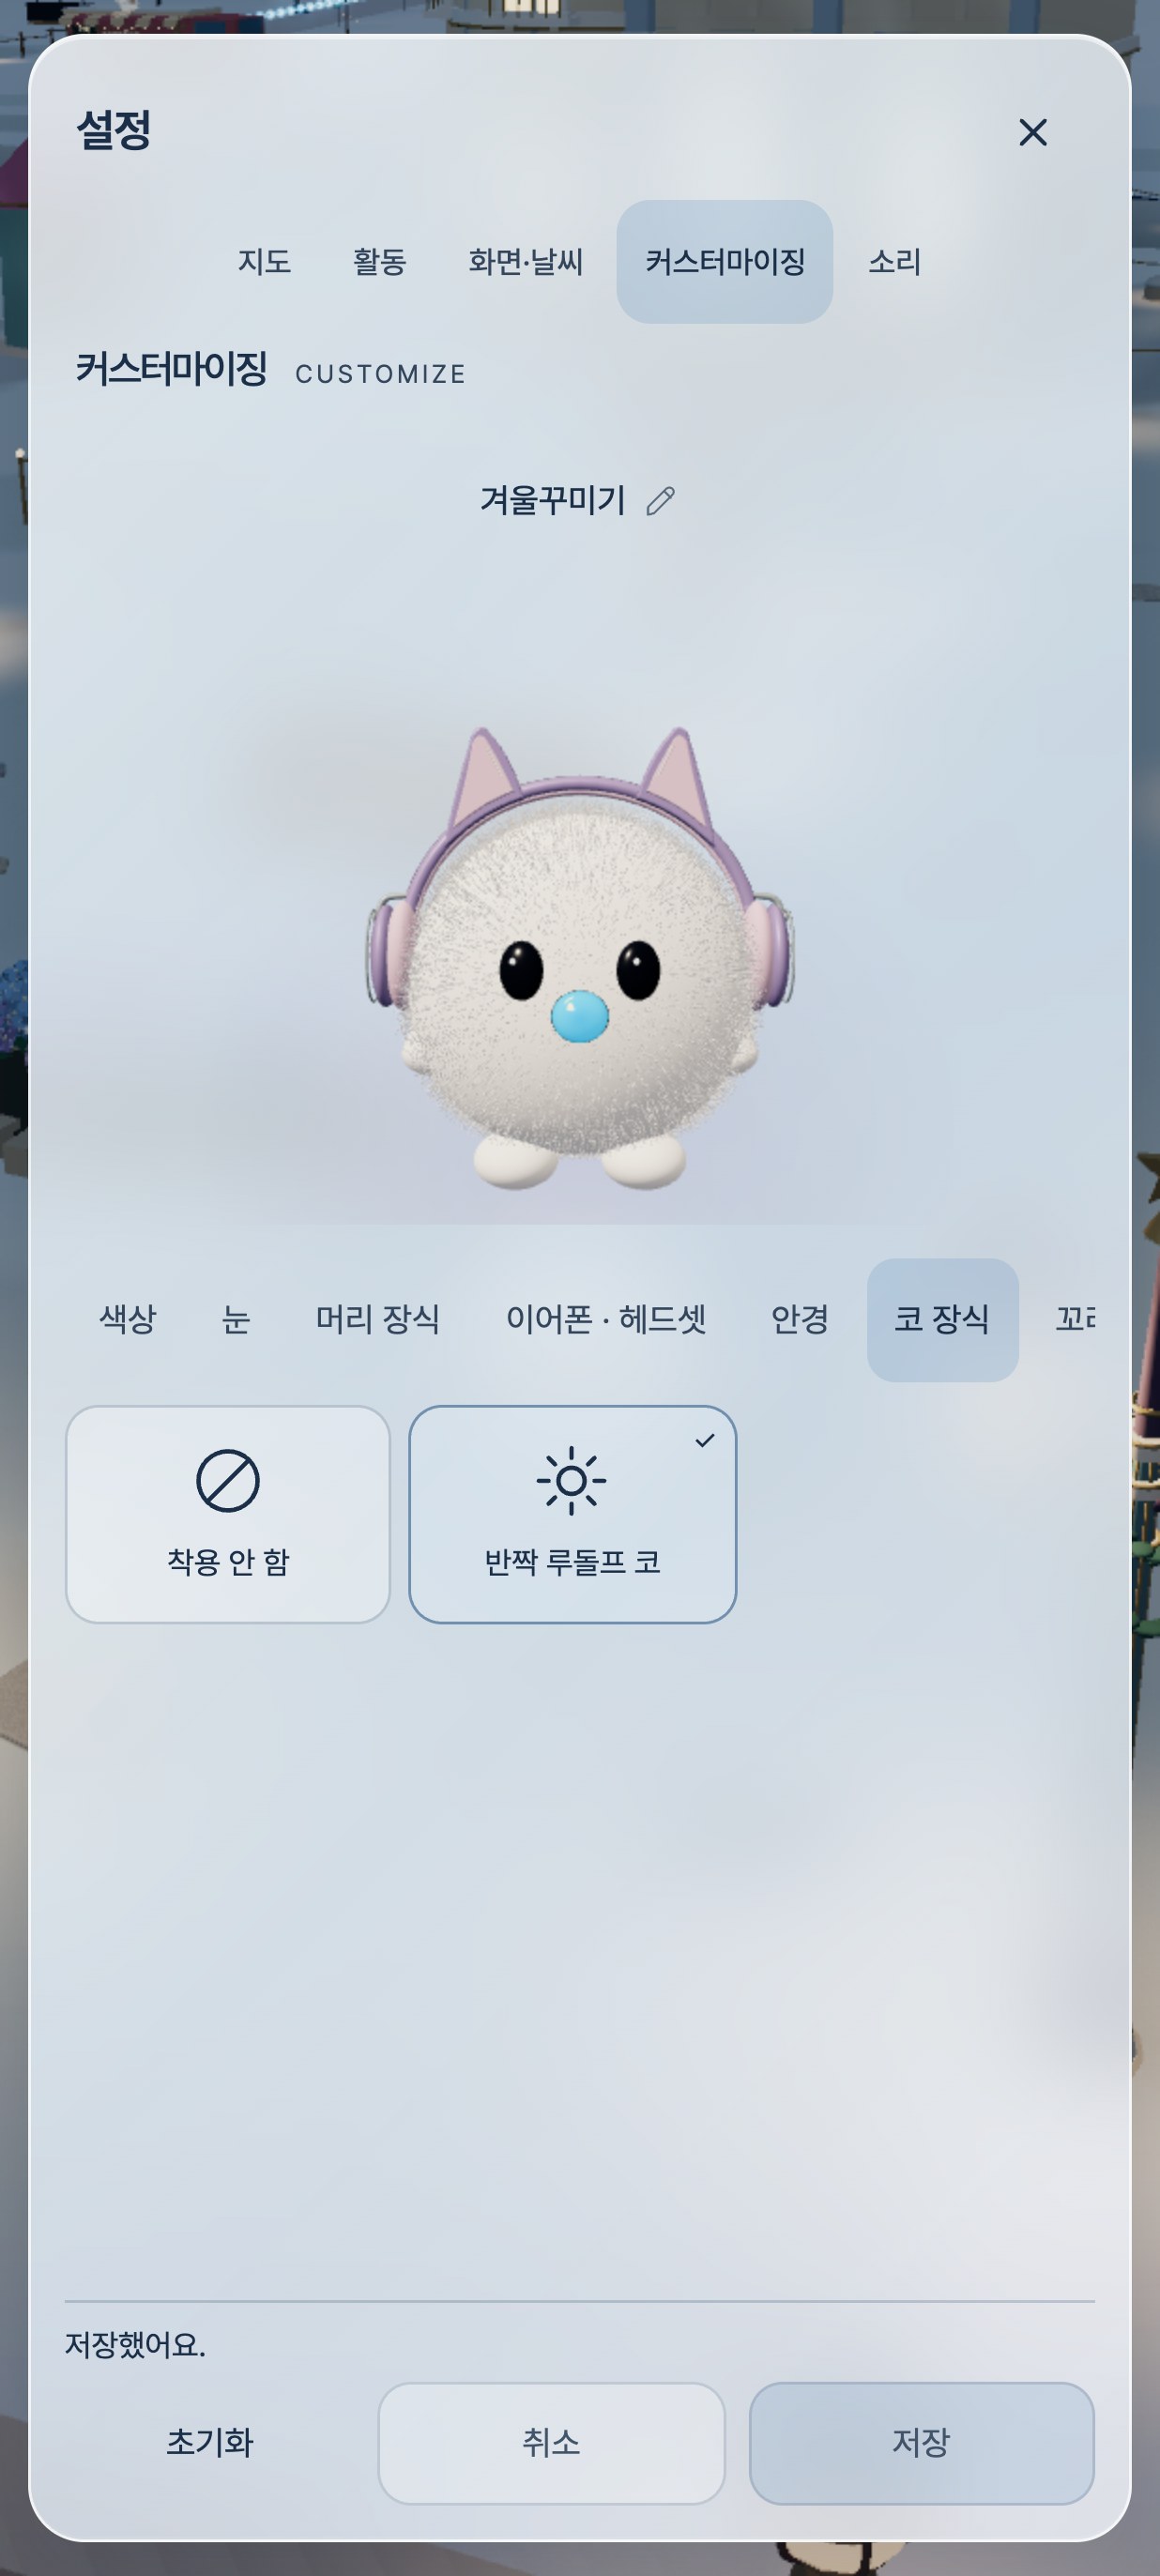 설정
지도 활동 화면·날씨 커스터마이징 소리
커스터마이징 CUSTOMIZE
겨울꾸미기
색상 눈 머리 장식 이어폰 · 헤드셋 안경 코 장식
착용 안 함 반짝 루돌프 코
저장했어요.
초기화 취소 저장